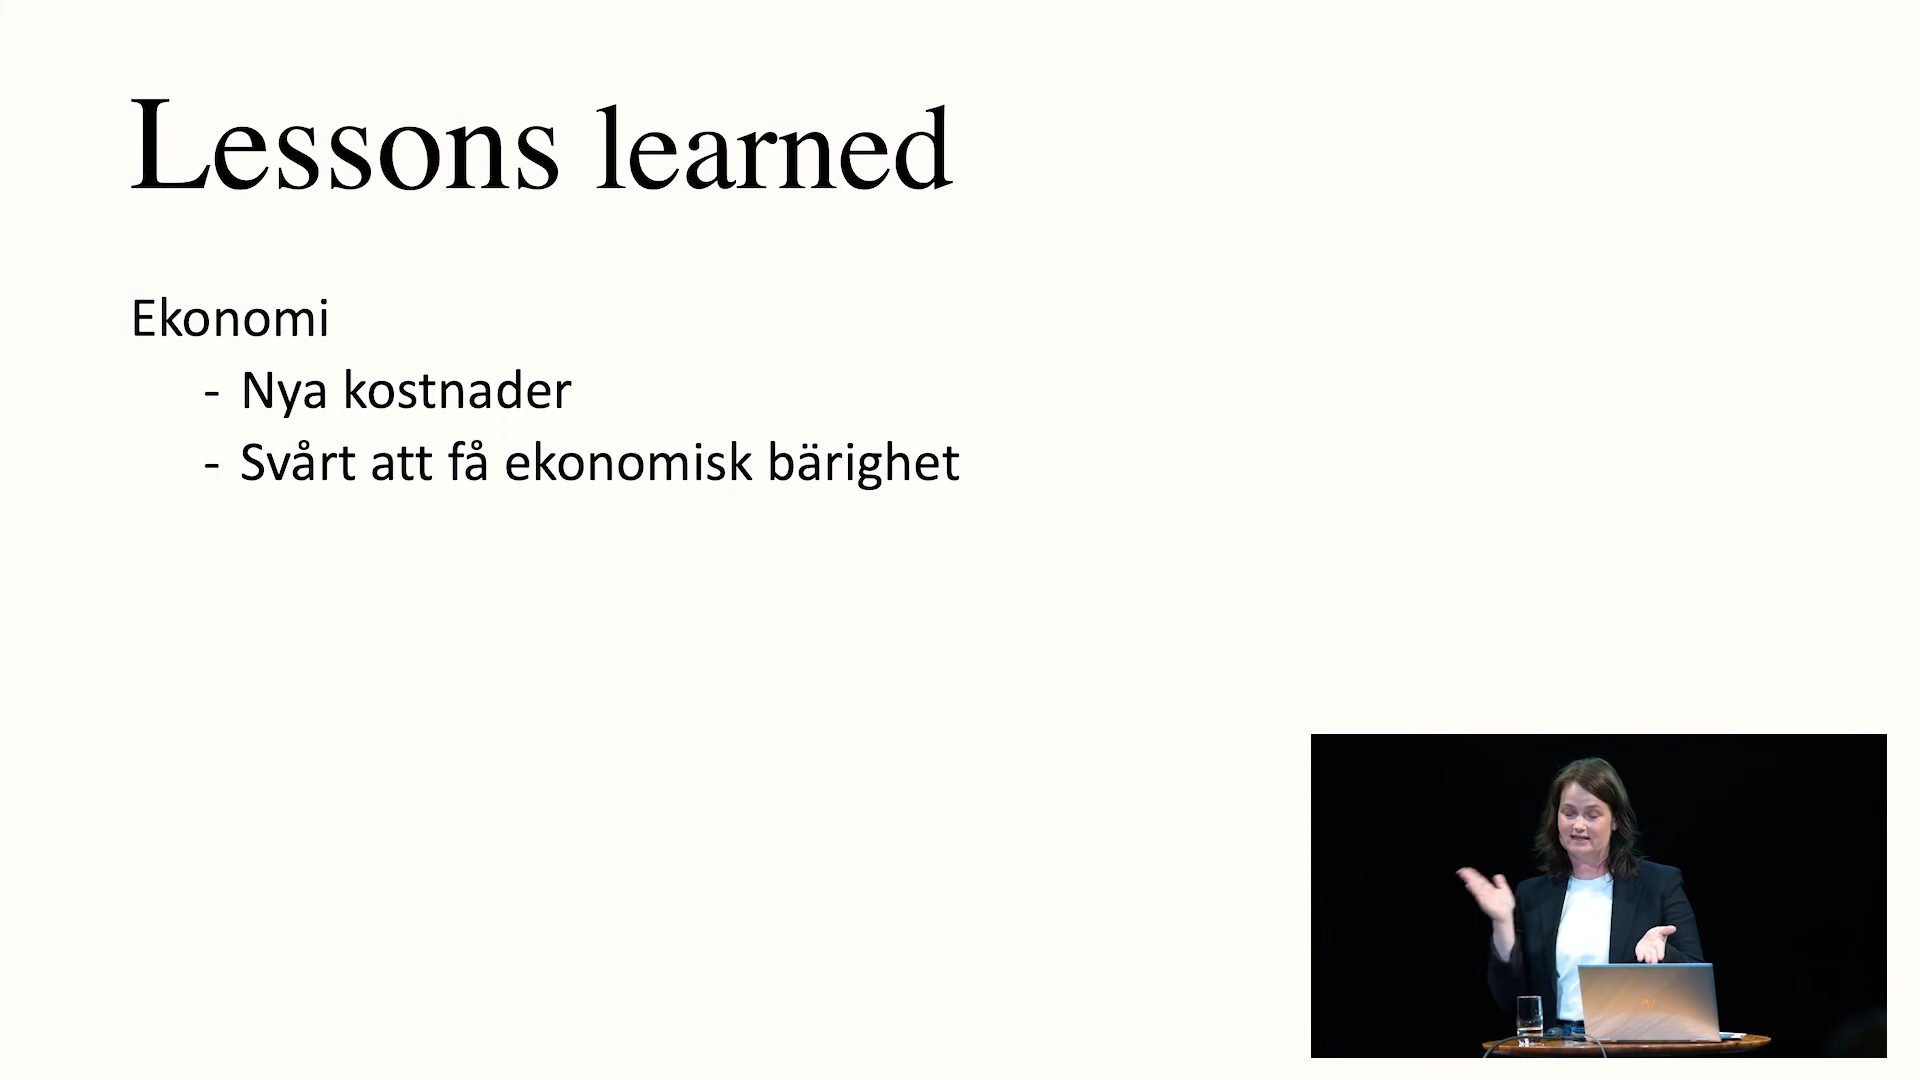 Lessons learned
Ekonomi
- Nya kostnader
- Svårt att få ekonomisk bärighet